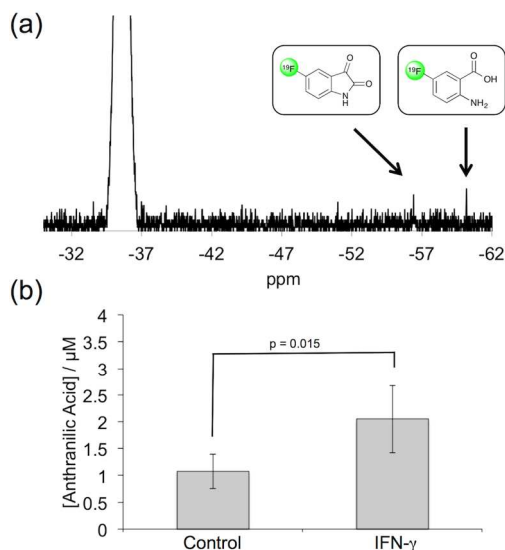 (a)
19F
O
O
NH
19F
O
OH
NH2
-32 -37 -42 -47 -52 -57 -62
ppm
(b)
[Anthranilic Acid] / μM
4
3.5
3
2.5
2
1.5
1
0.5
0
p = 0.015
Control IFN-γ